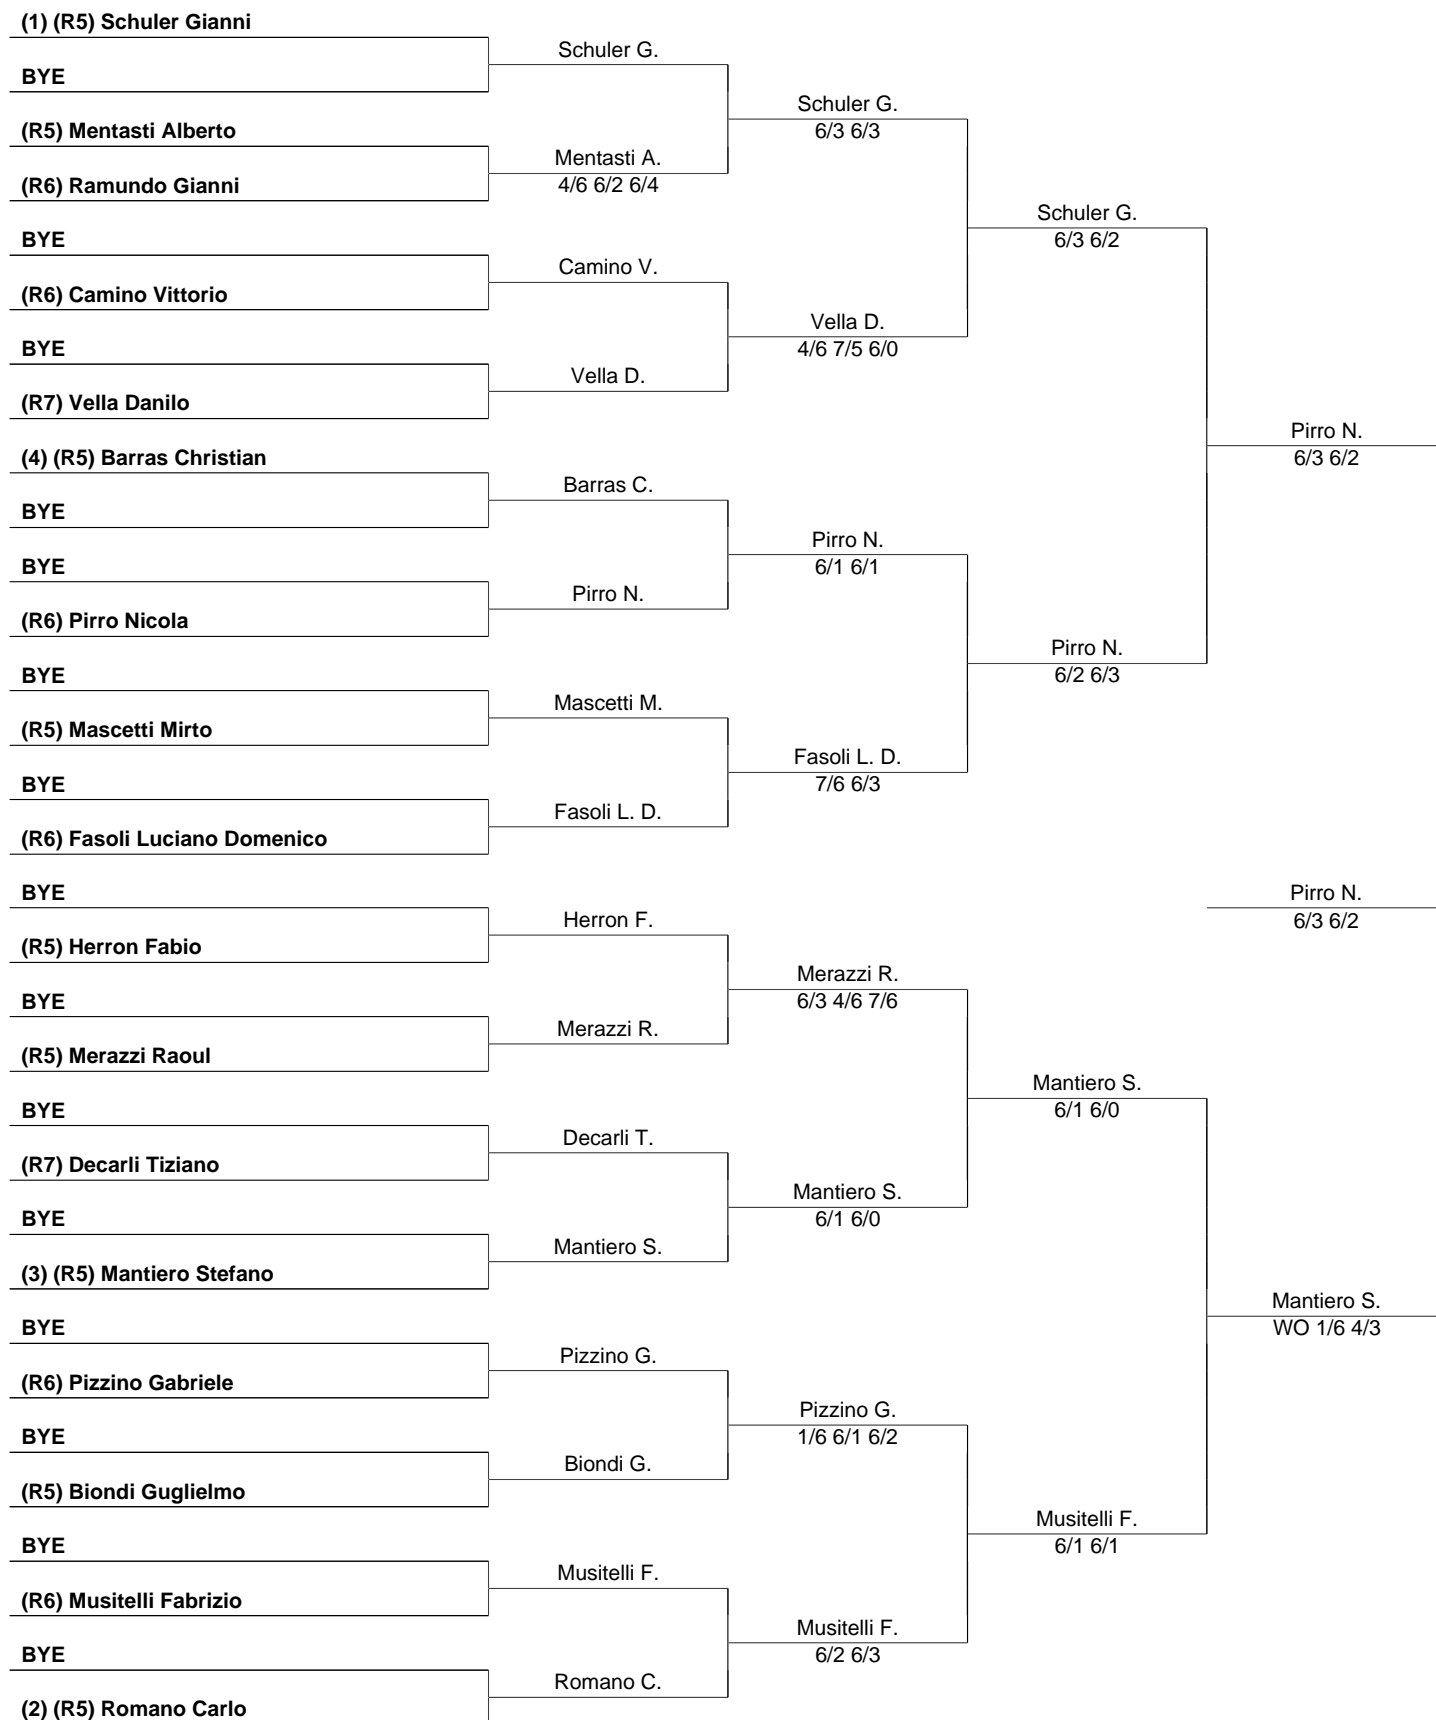 (1) (R5) Schuler Gianni
BYE
(R5) Mentasti Alberto
(R6) Ramundo Gianni
BYE
(R6) Camino Vittorio
BYE
(R7) Vella Danilo
(4) (R5) Barras Christian
BYE
BYE
(R6) Pirro Nicola
BYE
(R5) Mascetti Mirto
BYE
(R6) Fasoli Luciano Domenico
BYE
(R5) Herron Fabio
BYE
(R5) Merazzi Raoul
BYE
(R7) Decarli Tiziano
BYE
(3) (R5) Mantiero Stefano
BYE
(R6) Pizzino Gabriele
BYE
(R5) Biondi Guglielmo
BYE
(R6) Musitelli Fabrizio
BYE
(2) (R5) Romano Carlo
Schuler G.
Mentasti A.
4/6 6/2 6/4
Camino V.
Vella D.
Barras C.
Pirro N.
Mascetti M.
Fasoli L. D.
Herron F.
Merazzi R.
Decarli T.
Mantiero S.
Pizzino G.
Biondi G.
Musitelli F.
Romano C.
Schuler G.
6/3 6/3
Vella D.
4/6 7/5 6/0
Pirro N.
6/1 6/1
Fasoli L. D.
7/6 6/3
Merazzi R.
6/3 4/6 7/6
Mantiero S.
6/1 6/0
Pizzino G.
1/6 6/1 6/2
Musitelli F.
6/2 6/3
Schuler G.
6/3 6/2
Pirro N.
6/2 6/3
Mantiero S.
6/1 6/0
Musitelli F.
6/1 6/1
Pirro N.
6/3 6/2
Pirro N.
6/3 6/2
Mantiero S.
WO 1/6 4/3